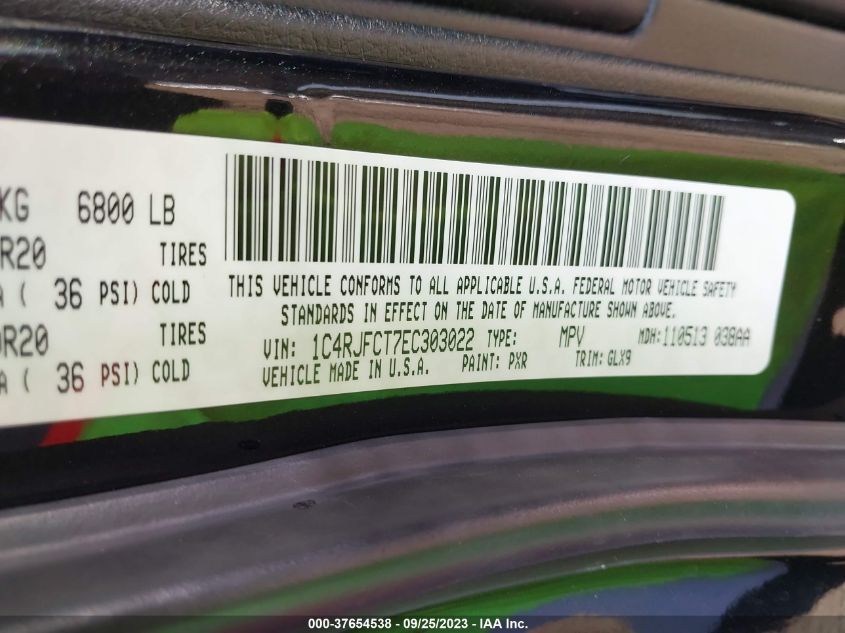 KG 6800 LB
R20 TIRES
A ( 36 PSI) COLD
0R20 TIRES
A ( 36 PSI) COLD
THIS VEHICLE CONFORMS TO ALL APPLICABLE U.S.A. FEDERAL MOTOR VEHICLE SAFETY
STANDARDS IN EFFECT ON THE DATE OF MANUFACTURE SHOWN ABOVE.
VIN: 1C4RJFCT7EC303022 TYPE: MPV MDH:110513 038AA
VEHICLE MADE IN U.S.A. PAINT: PXR TRIM: GLX9
000-37654538 — 09/25/2023 — IAA Inc.